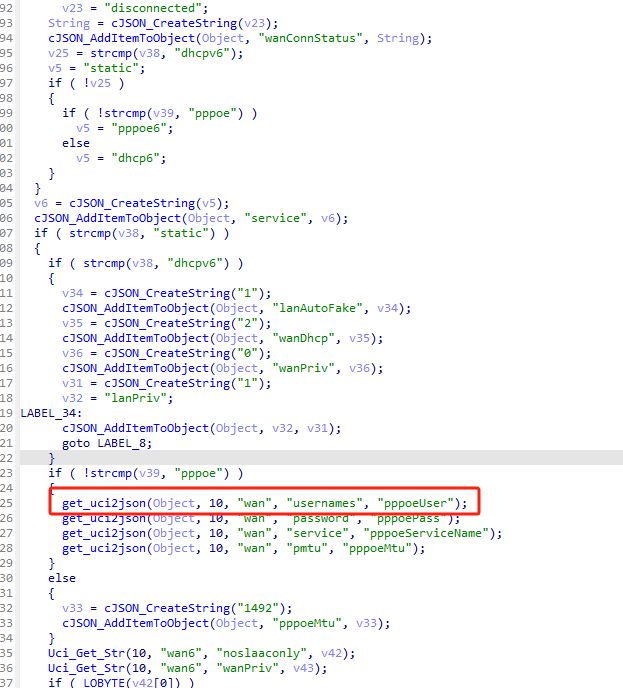 92 v23 = "disconnected";
93 String = cJSON_CreateString(v23);
94 cJSON_AddItemToObject(Object, "wanConnStatus", String);
95 v25 = strcmp(v38, "dhcpv6");
96 v5 = "static";
97 if ( !v25 )
98 {
99 if ( !strcmp(v39, "pppoe") )
00 v5 = "pppoe6";
01 else
02 v5 = "dhcp6";
03 }
04 }
05 v6 = cJSON_CreateString(v5);
06 cJSON_AddItemToObject(Object, "service", v6);
07 if ( strcmp(v38, "static") )
08 {
09 if ( strcmp(v38, "dhcpv6") )
10 {
11 v34 = cJSON_CreateString("1");
12 cJSON_AddItemToObject(Object, "lanAutoFake", v34);
13 v35 = cJSON_CreateString("2");
14 cJSON_AddItemToObject(Object, "wanDhcp", v35);
15 v36 = cJSON_CreateString("0");
16 cJSON_AddItemToObject(Object, "wanPriv", v36);
17 v31 = cJSON_CreateString("1");
18 v32 = "lanPriv";
19 LABEL_34:
20 cJSON_AddItemToObject(Object, v32, v31);
21 goto LABEL_8;
22 }
23 if ( !strcmp(v39, "pppoe") )
24 {
25 get_uci2json(Object, 10, "wan", "usernames", "pppoeUser");
26 get_uci2json(Object, 10, "wan", "password", "pppoePass");
27 get_uci2json(Object, 10, "wan", "service", "pppoeServiceName");
28 get_uci2json(Object, 10, "wan", "pmtu", "pppoeMtu");
29 }
30 else
31 {
32 v33 = cJSON_CreateString("1492");
33 cJSON_AddItemToObject(Object, "pppoeMtu", v33);
34 }
35 Uci_Get_Str(10, "wan6", "noslaaconly", v42);
36 Uci_Get_Str(10, "wan6", "wanPriv", v43);
37 if ( LOBYTE(v42[0]) )